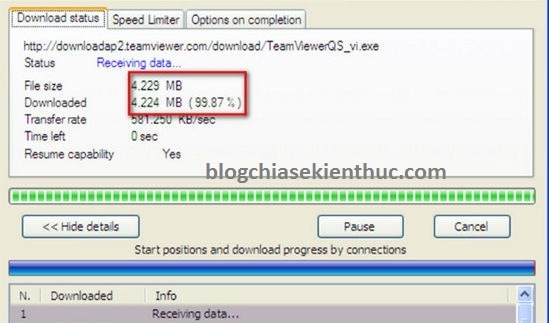 Download status Speed Limiter Options on completion
http://downloadap2.teamviewer.com/download/TeamViewerQS_vi.exe
Status Receiving data...
File size 4.229 MB
Downloaded 4.224 MB ( 99.87 % )
Transfer rate 581.250 KB/sec
Time left 0 sec
Resume capability Yes
blogchiasekienthuc.com
<< Hide details Pause Cancel
Start positions and download progress by connections
N. Downloaded Info
1 Receiving data...